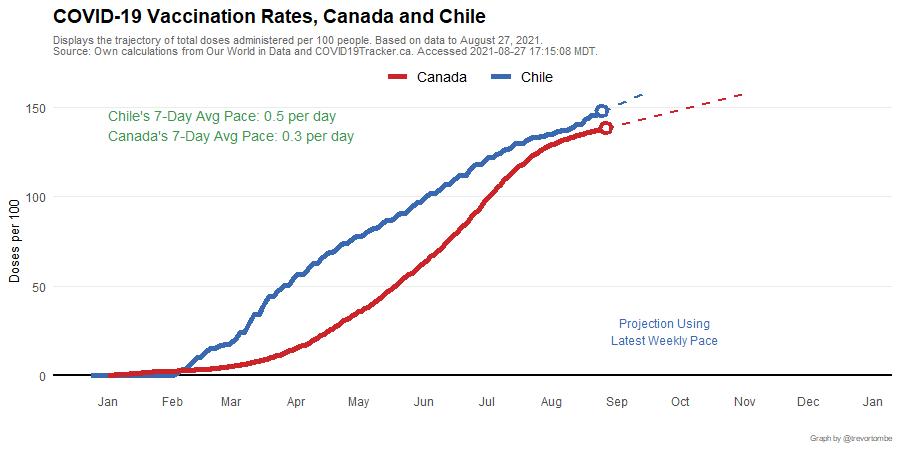 COVID-19 Vaccination Rates, Canada and Chile
Displays the trajectory of total doses administered per 100 people. Based on data to August 27, 2021.
Source: Own calculations from Our World in Data and COVID19Tracker.ca. Accessed 2021-08-27 17:15:08 MDT.
Canada Chile
Chile's 7-Day Avg Pace: 0.5 per day
Canada's 7-Day Avg Pace: 0.3 per day
Doses per 100
150
100
50
0
Projection Using
Latest Weekly Pace
Jan Feb Mar Apr May Jun Jul Aug Sep Oct Nov Dec Jan
Graph by @trevortombe